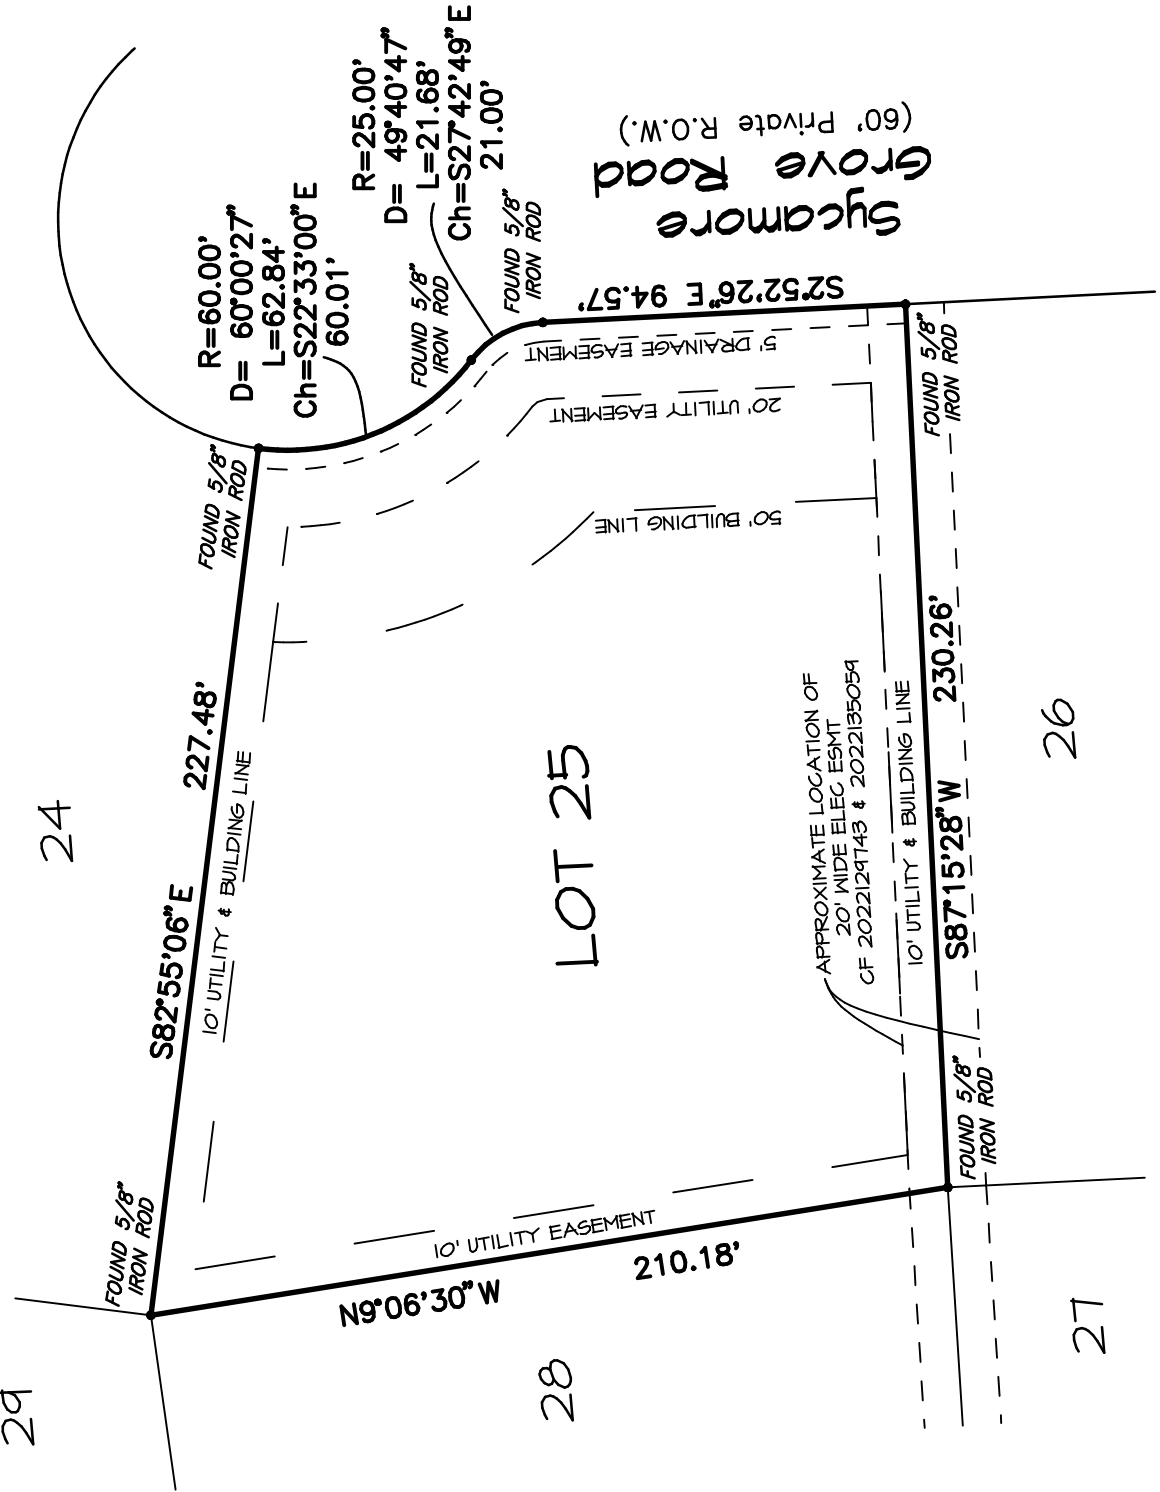 29
24
28
27
26
LOT 25
S82°55'06"E
227.48'
10' UTILITY & BUILDING LINE
FOUND 5/8"
IRON ROD
FOUND 5/8"
IRON ROD
R=60.00'
D= 60°00'27"
L=62.84'
Ch=S22°33'00"E
60.01'
FOUND 5/8"
IRON ROD
R=25.00'
D= 49°40'47"
L=21.68'
Ch=S27°42'49"E
21.00'
FOUND 5/8"
IRON ROD
Sycamore
Grove Road
(60' Private R.O.W.)
S2°52'26"E 94.57'
5' DRAINAGE EASEMENT
20' UTILITY EASEMENT
50' BUILDING LINE
FOUND 5/8"
IRON ROD
APPROXIMATE LOCATION OF
20' WIDE ELEC ESMT
CF 2022129743 & 2022135059
10' UTILITY & BUILDING LINE
S87°15'28"W
230.26'
FOUND 5/8"
IRON ROD
10' UTILITY EASEMENT
N9°06'30"W
210.18'